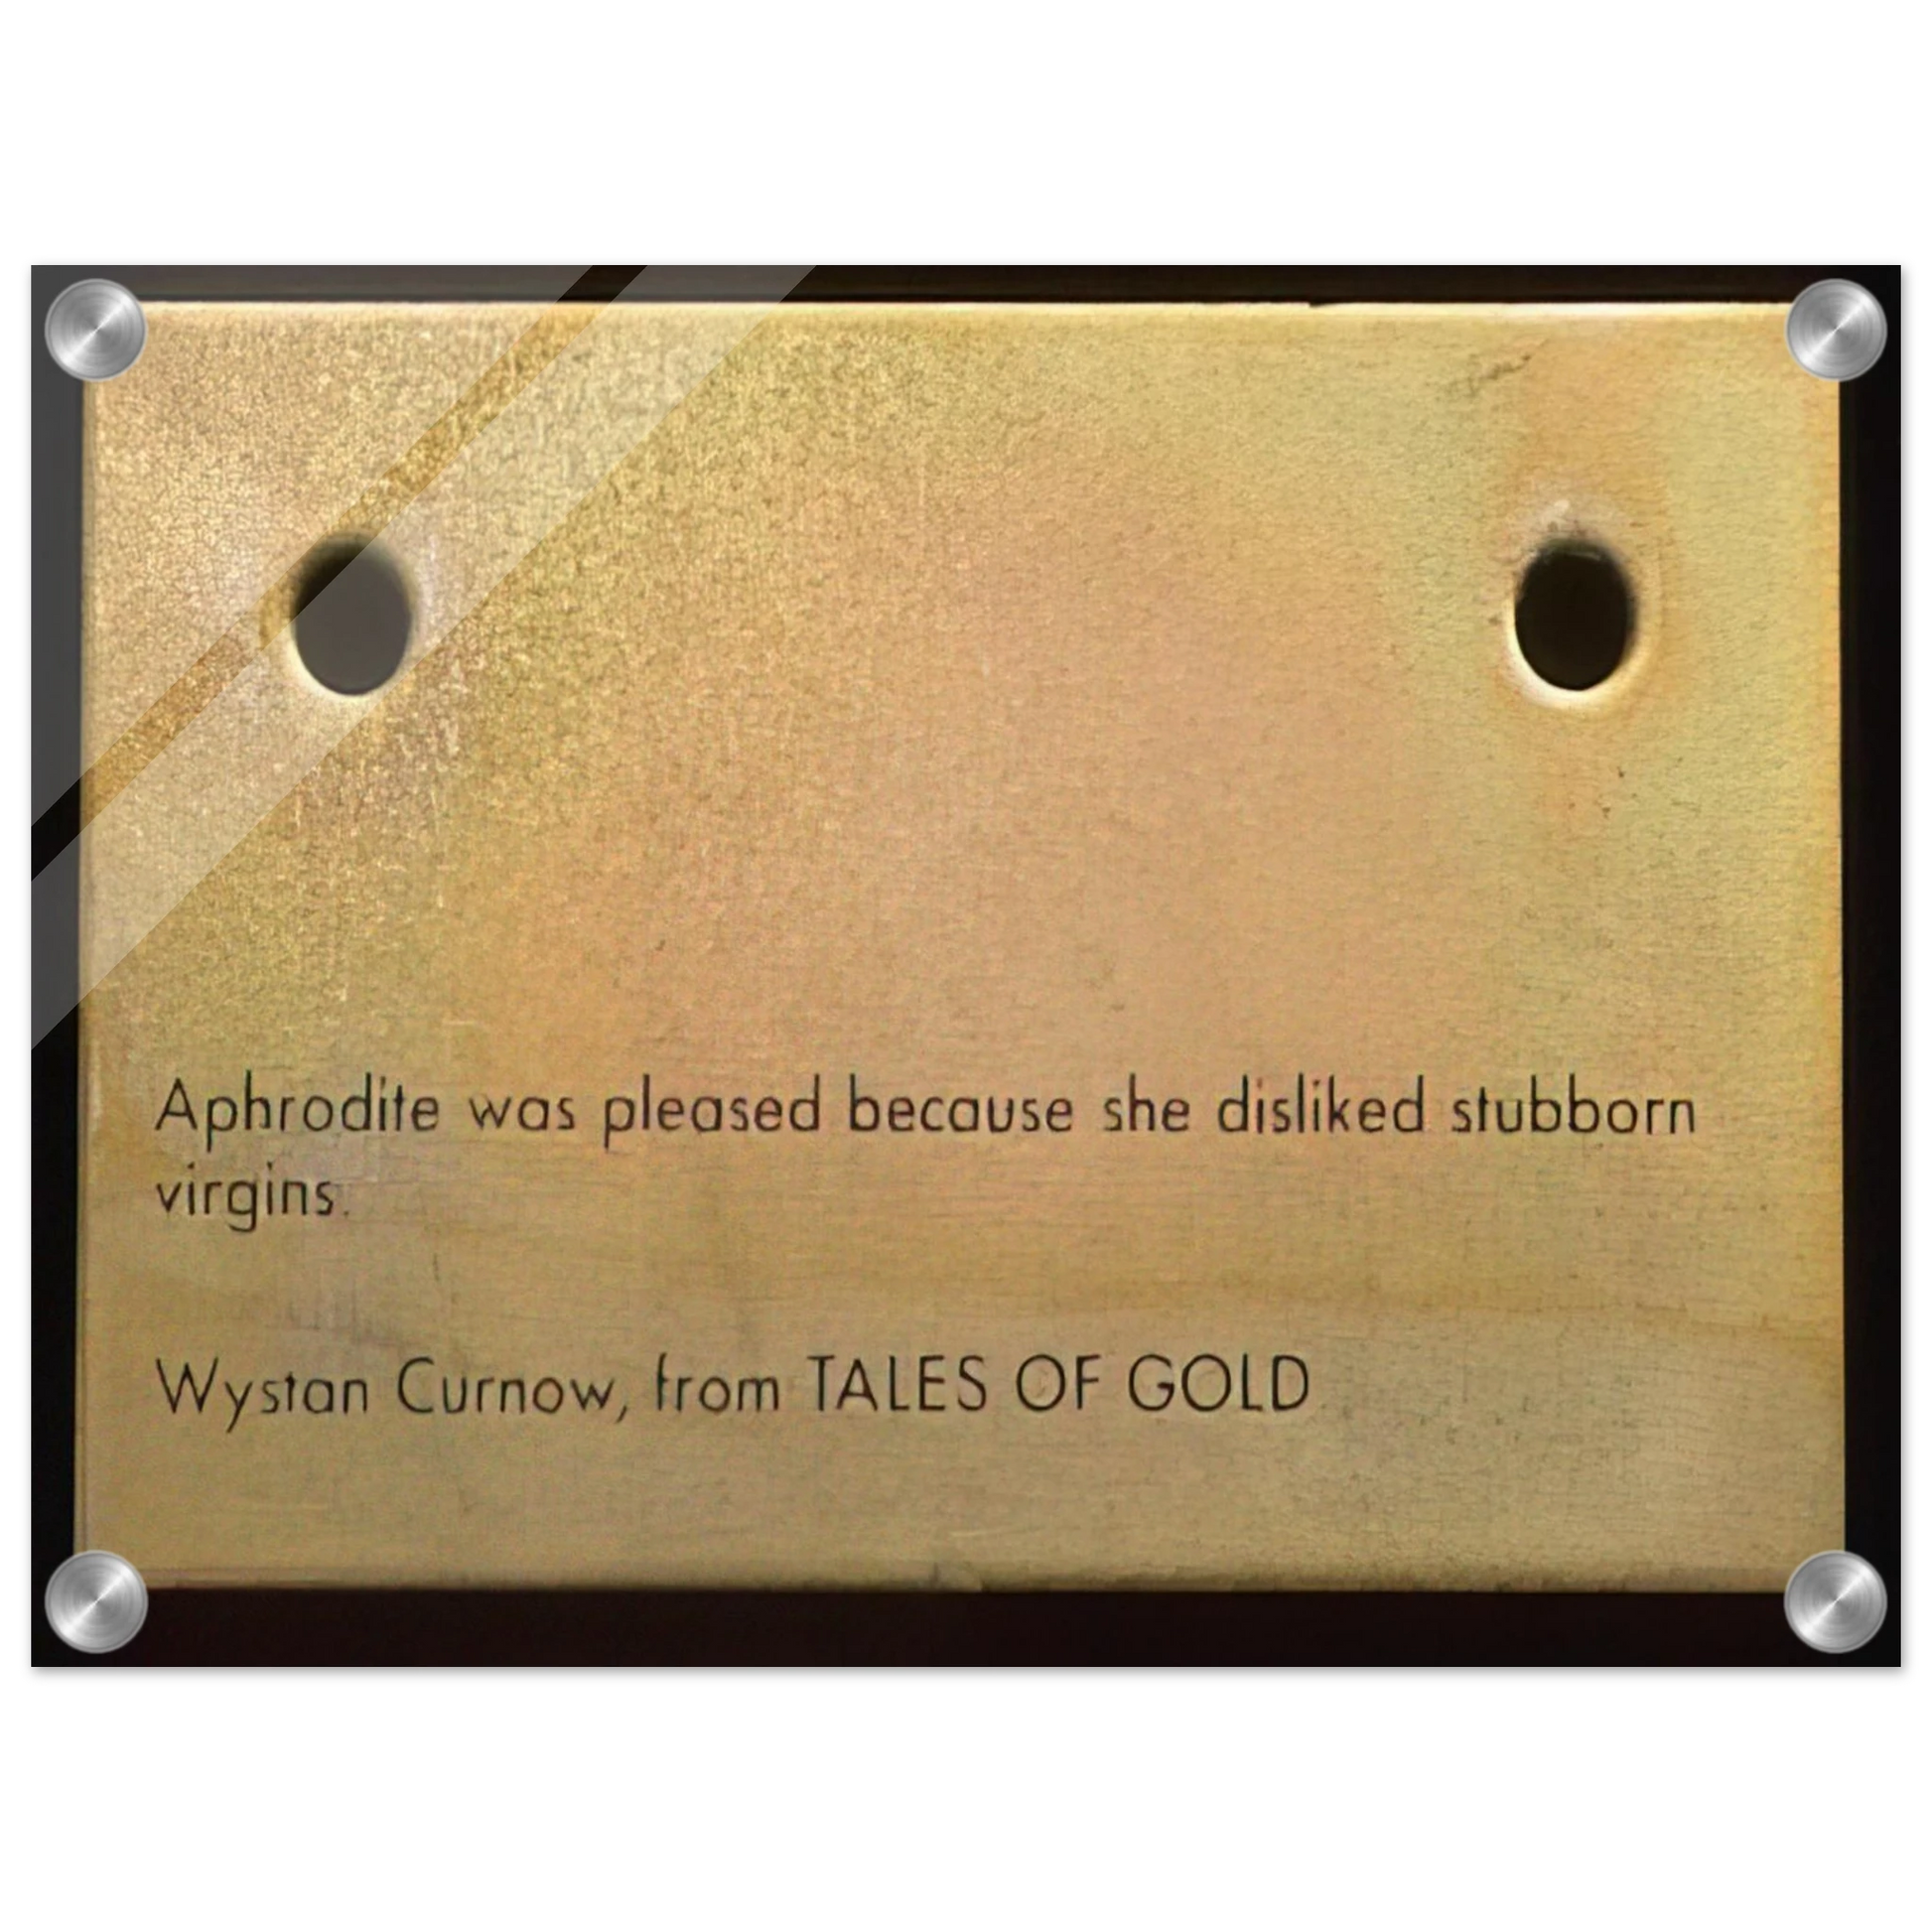 Aphrodite was pleased because she disliked stubborn
virgins.
Wystan Curnow, from TALES OF GOLD